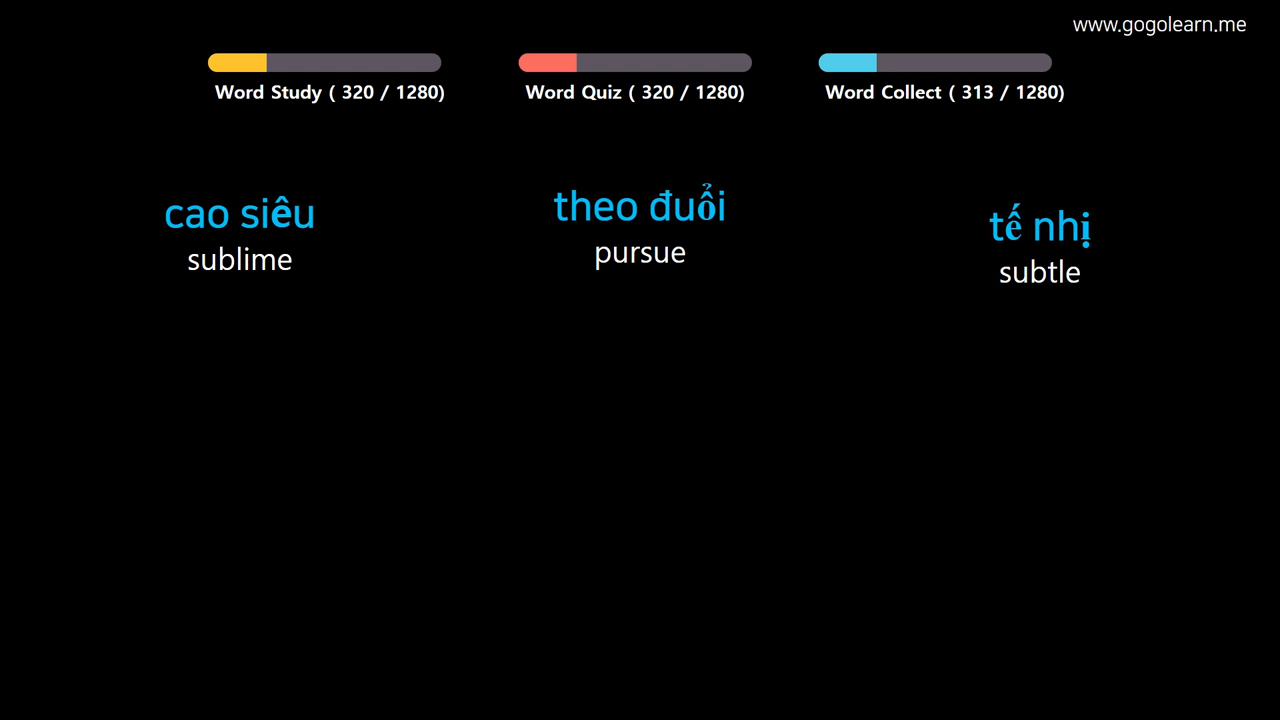 www.gogolearn.me
Word Study ( 320 / 1280)
Word Quiz ( 320 / 1280)
Word Collect ( 313 / 1280)
cao siêu
sublime
theo đuổi
pursue
tế nhị
subtle